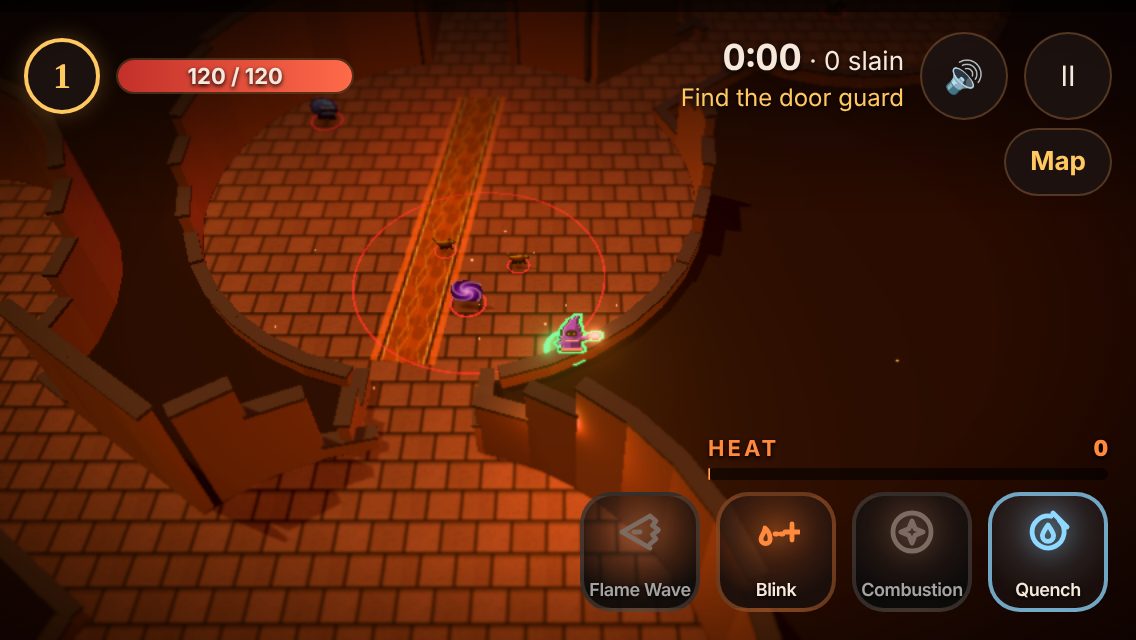 1
120 / 120
0:00 · 0 slain
Find the door guard
Map
HEAT 0
Flame Wave
Blink
Combustion
Quench